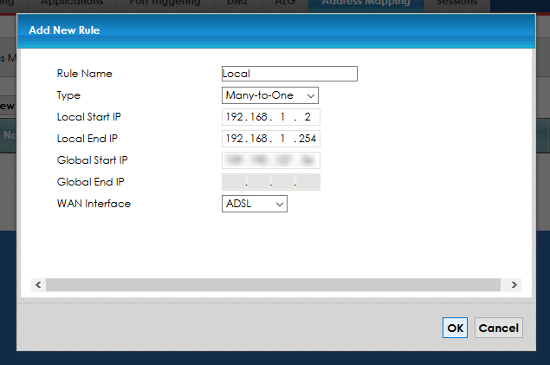 Applications Port Triggering DMZ ALG Address Mapping Sessions
Add New Rule
Rule Name Local
Type Many-to-One
Local Start IP 192.168. 1 . 2
Local End IP 192.168. 1 .254
Global Start IP
Global End IP . . .
WAN Interface ADSL
OK Cancel